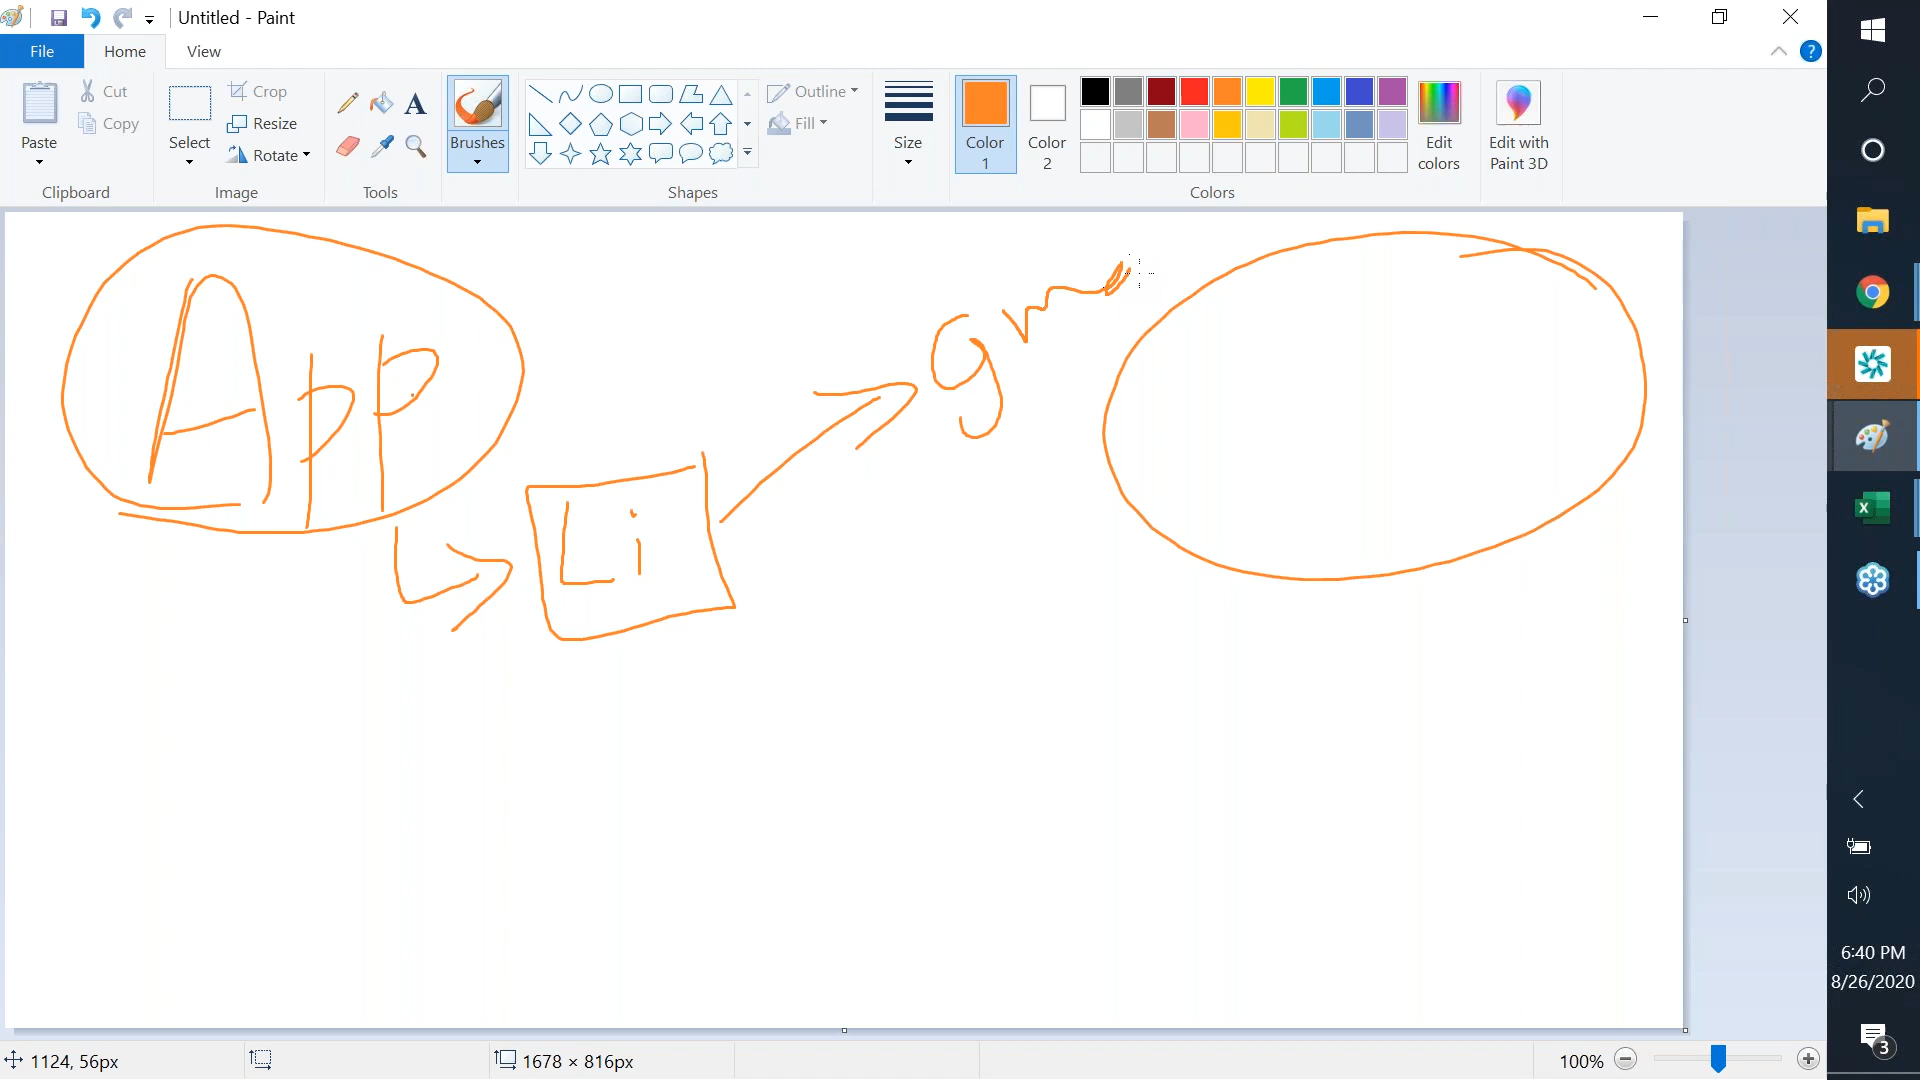 Untitled - Paint
File Home View
Paste
Cut
Copy
Clipboard
Select
Crop
Resize
Rotate
Image
Tools
Brushes
Shapes
Outline
Fill
Size
Color 1
Color 2
Edit colors
Colors
Edit with Paint 3D
App
Li
gma
1124, 56px
1678 × 816px
100%
6:40 PM
8/26/2020
3